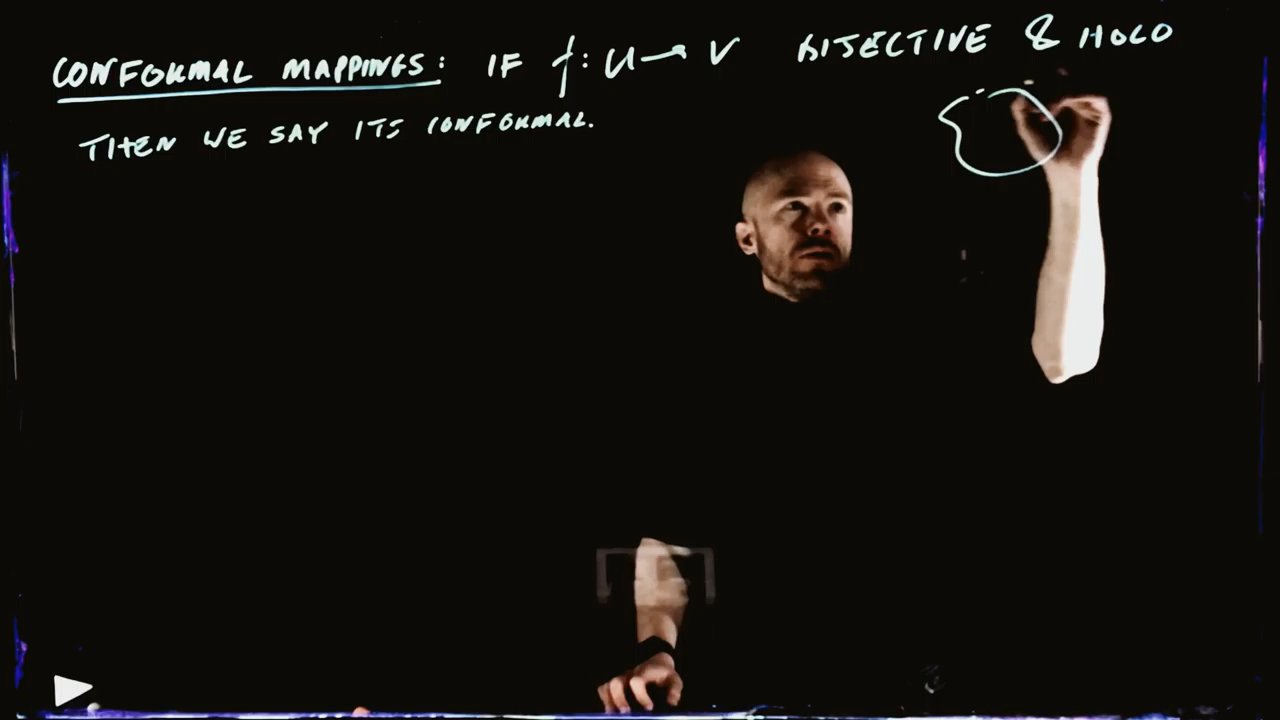 CONFORMAL MAPPINGS: IF f: U→V BIJECTIVE & HOLO
THEN WE SAY ITS CONFORMAL.